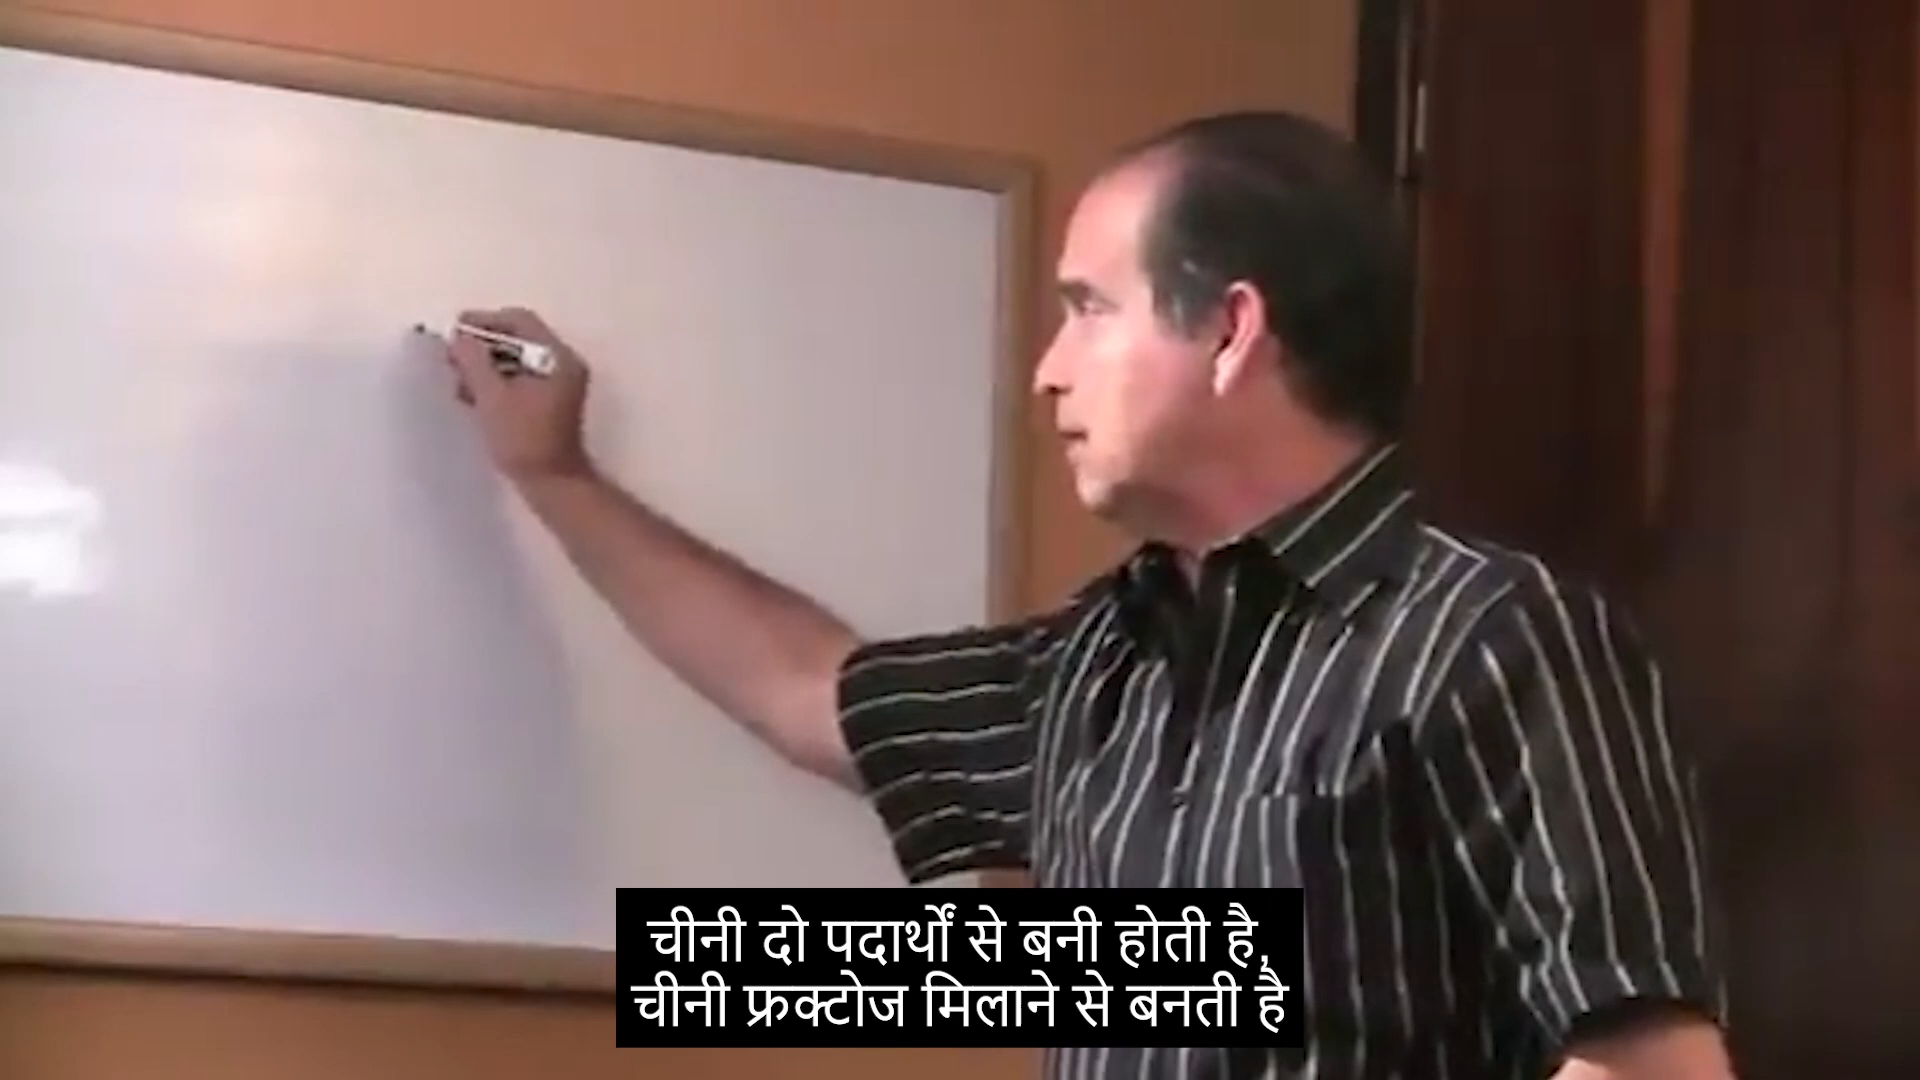 चीनी दो पदार्थों से बनी होती है,
चीनी फ्रक्टोज मिलाने से बनती है